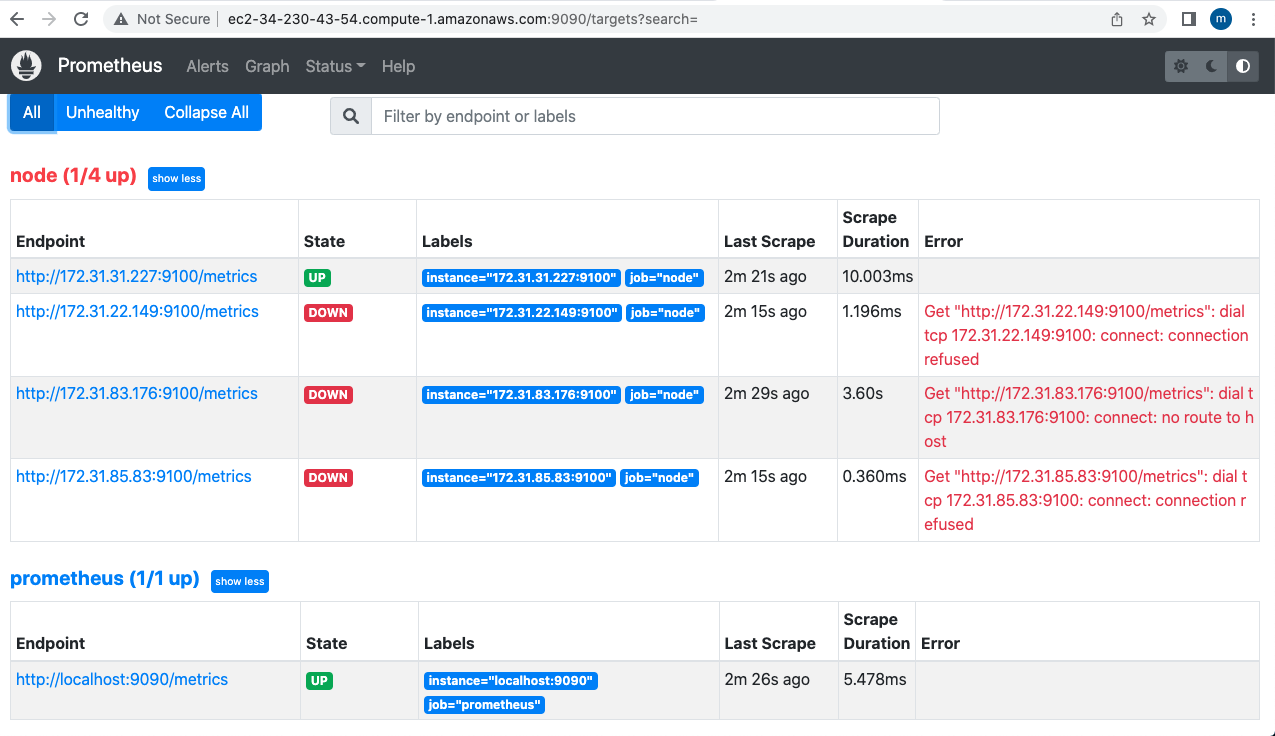 Not Secure ec2-34-230-43-54.compute-1.amazonaws.com:9090/targets?search= m
Prometheus Alerts Graph Status Help
All Unhealthy Collapse All Filter by endpoint or labels
node (1/4 up) show less
Endpoint State Labels Last Scrape Scrape Duration Error
http://172.31.31.227:9100/metrics UP instance="172.31.31.227:9100" job="node" 2m 21s ago 10.003ms
http://172.31.22.149:9100/metrics DOWN instance="172.31.22.149:9100" job="node" 2m 15s ago 1.196ms Get "http://172.31.22.149:9100/metrics": dial
tcp 172.31.22.149:9100: connect: connection
refused
http://172.31.83.176:9100/metrics DOWN instance="172.31.83.176:9100" job="node" 2m 29s ago 3.60s Get "http://172.31.83.176:9100/metrics": dial t
cp 172.31.83.176:9100: connect: no route to h
ost
http://172.31.85.83:9100/metrics DOWN instance="172.31.85.83:9100" job="node" 2m 15s ago 0.360ms Get "http://172.31.85.83:9100/metrics": dial t
cp 172.31.85.83:9100: connect: connection r
efused
prometheus (1/1 up) show less
Endpoint State Labels Last Scrape Scrape Duration Error
http://localhost:9090/metrics UP instance="localhost:9090" 2m 26s ago 5.478ms
job="prometheus"